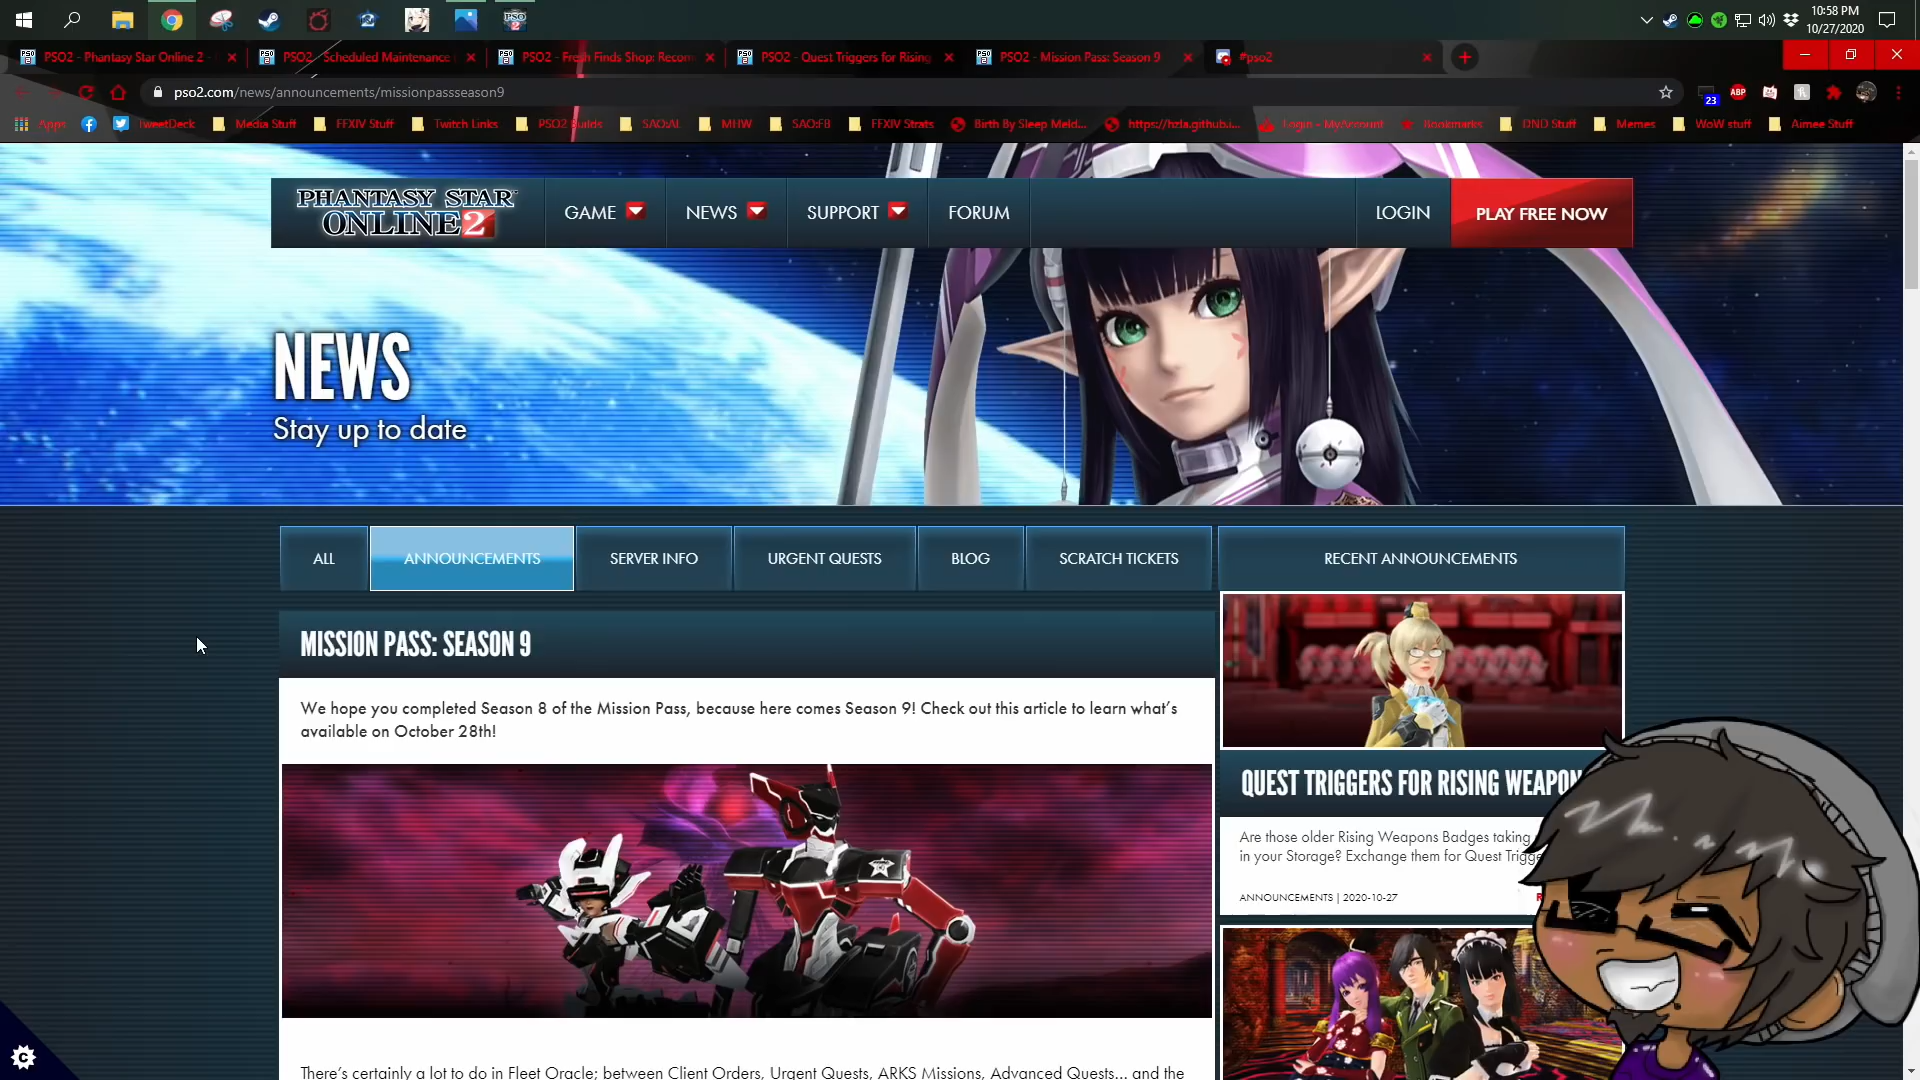 10:58 PM
10/27/2020
PSO2 - Phantasy Star Online 2 -
PSO2 - Scheduled Maintenance
PSO2 - Fresh Finds Shop: Recom
PSO2 - Quest Triggers for Rising
PSO2 - Mission Pass: Season 9
#pso2
pso2.com/news/announcements/missionpassseason9
23
ABP
Apps
TweetDeck
Media Stuff
FFXIV Stuff
Twitch Links
PSO2 Builds
SAO:AL
MHW
SAO:FB
FFXIV Strats
Birth By Sleep Meld...
https://hzla.github.i...
Login - MyAccount
Bookmarks
DND Stuff
Memes
WoW stuff
Aimee Stuff
PHANTASY STAR
ONLINE 2
GAME
NEWS
SUPPORT
FORUM
LOGIN
PLAY FREE NOW
NEWS
Stay up to date
ALL
ANNOUNCEMENTS
SERVER INFO
URGENT QUESTS
BLOG
SCRATCH TICKETS
RECENT ANNOUNCEMENTS
MISSION PASS: SEASON 9
We hope you completed Season 8 of the Mission Pass, because here comes Season 9! Check out this article to learn what's
available on October 28th!
There's certainly a lot to do in Fleet Oracle; between Client Orders, Urgent Quests, ARKS Missions, Advanced Quests... and the
QUEST TRIGGERS FOR RISING WEAPON
Are those older Rising Weapons Badges taking
in your Storage? Exchange them for Quest Trigge
ANNOUNCEMENTS | 2020-10-27